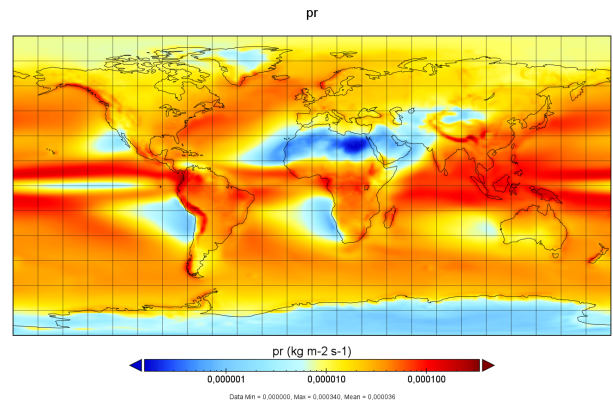 pr
pr (kg m-2 s-1)
0,000001 0,000010 0,000100
Data Min = 0,000000, Max = 0,000340, Mean = 0,000036